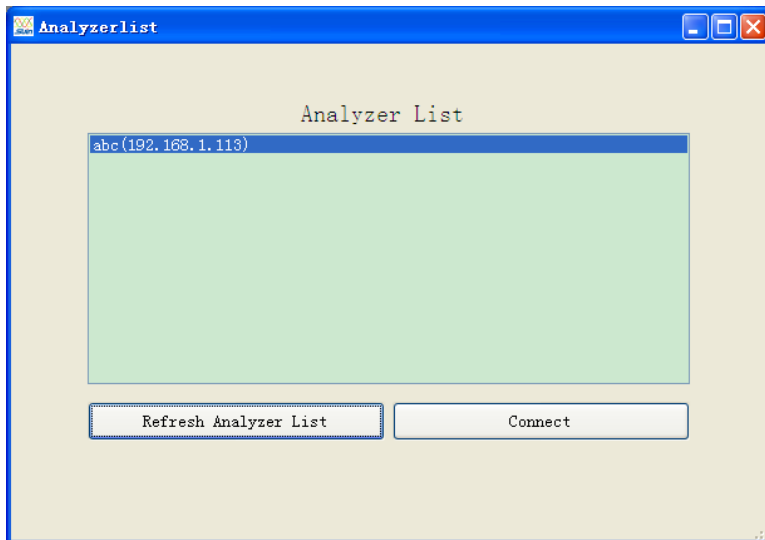 Analyzerlist
Analyzer List
abc(192.168.1.113)
Refresh Analyzer List
Connect